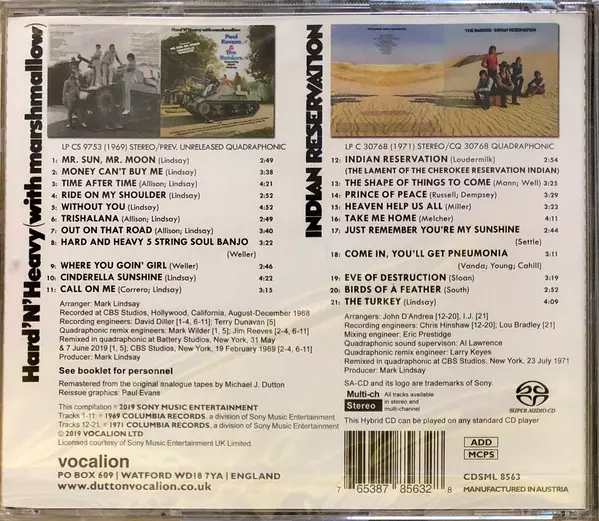 Hard'N'Heavy (with marshmallow)
Paul Revere & The Raiders
LP CS 9753 (1969) STEREO/PREV. UNRELEASED QUADRAPHONIC
1: MR. SUN, MR. MOON (Lindsay) 2:49
2: MONEY CAN'T BUY ME (Lindsay) 3:38
3: TIME AFTER TIME (Allison; Lindsay) 4:21
4: RIDE ON MY SHOULDER (Lindsay) 2:52
5: WITHOUT YOU (Lindsay) 4:52
6: TRISHALANA (Allison; Lindsay) 2:49
7: OUT ON THAT ROAD (Allison; Lindsay) 2:40
8: HARD AND HEAVY 5 STRING SOUL BANJO 3:22
(Weller)
9: WHERE YOU GOIN' GIRL (Weller) 2:46
10: CINDERELLA SUNSHINE (Lindsay) 4:22
11: CALL ON ME (Correro; Lindsay) 3:15
Arranger: Mark Lindsay
Recorded at CBS Studios, Hollywood, California, August-December 1968
Recording engineers: David Diller [1-4, 6-11]; Terry Dunavan [5]
Quadraphonic remix engineers: Mark Wilder [1, 5]; Jim Reeves [2-4, 6-11]
Remixed in quadraphonic at Battery Studios, New York, 31 May
& 7 June 2019 [1, 5]; CBS Studios, New York, 19 February 1969 [2-4, 6-11]
Producer: Mark Lindsay
See booklet for personnel
Remastered from the original analogue tapes by Michael J. Dutton
Reissue graphics: Paul Evans
This compilation ℗ 2019 SONY MUSIC ENTERTAINMENT
Tracks 1-11: ℗ 1969 COLUMBIA RECORDS, a division of Sony Music Entertainment
Tracks 12-21: ℗ 1971 COLUMBIA RECORDS, a division of Sony Music Entertainment
© 2019 VOCALION LTD
Licensed courtesy of Sony Music Entertainment UK Limited.
vocalion
PO BOX 609 | WATFORD WD18 7YA | ENGLAND
www.duttonvocalion.co.uk
INDIAN RESERVATION
THE RAIDERS · INDIAN RESERVATION
LP C 30768 (1971) STEREO/CQ 30768 QUADRAPHONIC
12: INDIAN RESERVATION (Loudermilk) 2:54
(THE LAMENT OF THE CHEROKEE RESERVATION INDIAN)
13: THE SHAPE OF THINGS TO COME (Mann; Weil) 3:25
14: PRINCE OF PEACE (Russell; Dempsey) 3:29
15: HEAVEN HELP US ALL (Miller) 3:23
16: TAKE ME HOME (Melcher) 4:11
17: JUST REMEMBER YOU'RE MY SUNSHINE 2:44
(Settle)
18: COME IN, YOU'LL GET PNEUMONIA 3:11
(Vanda; Young; Cahill)
19: EVE OF DESTRUCTION (Sloan) 3:19
20: BIRDS OF A FEATHER (South) 2:52
21: THE TURKEY (Lindsay) 4:09
Arrangers: John D'Andrea [12-20], I.J. [21]
Recording engineers: Chris Hinshaw [12-20]; Lou Bradley [21]
Mixing engineer: Eric Prestidge
Quadraphonic sound supervisor: Al Lawrence
Quadraphonic remix engineer: Larry Keyes
Remixed in quadraphonic at CBS Studios, New York, 23 July 1971
Producer: Mark Lindsay
SA-CD and its logo are trademarks of Sony.
Multi-ch
Stereo
All tracks available
in stereo and
multi-channel
SUPER AUDIO CD
This Hybrid CD can be played on any standard CD player
ADD
MCPS
7 65387 85632 8
CDSML 8563
MANUFACTURED IN AUSTRIA